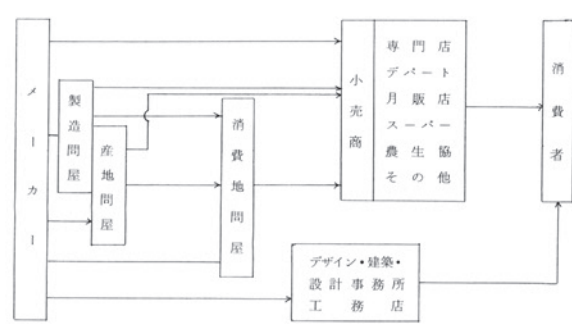 メーカー
製造問屋
産地問屋
消費地問屋
小売商
専門店
デパート
月販店
スーパー
農生協
その他
デザイン・建築・
設計事務所
工務店
消費者